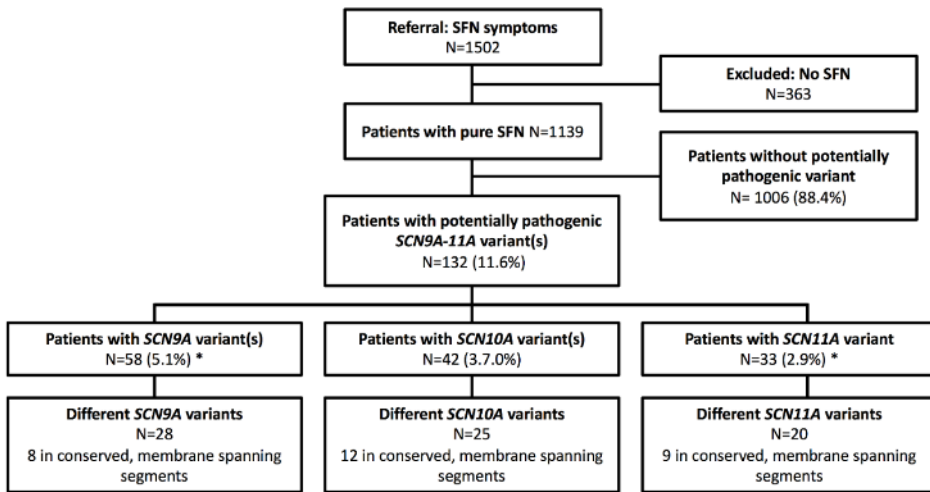 Referral: SFN symptoms
N=1502
Excluded: No SFN
N=363
Patients with pure SFN N=1139
Patients without potentially
pathogenic variant
N= 1006 (88.4%)
Patients with potentially pathogenic
SCN9A-11A variant(s)
N=132 (11.6%)
Patients with SCN9A variant(s)
N=58 (5.1%) *
Patients with SCN10A variant(s)
N=42 (3.7.0%)
Patients with SCN11A variant
N=33 (2.9%) *
Different SCN9A variants
N=28
8 in conserved, membrane spanning
segments
Different SCN10A variants
N=25
12 in conserved, membrane spanning
segments
Different SCN11A variants
N=20
9 in conserved, membrane spanning
segments